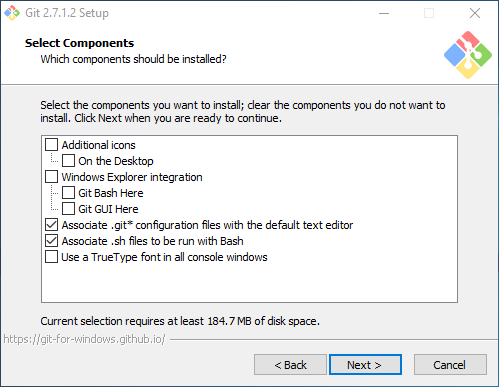 Git 2.7.1.2 Setup
Select Components
Which components should be installed?
Select the components you want to install; clear the components you do not want to
install. Click Next when you are ready to continue.
Additional icons
On the Desktop
Windows Explorer integration
Git Bash Here
Git GUI Here
Associate .git* configuration files with the default text editor
Associate .sh files to be run with Bash
Use a TrueType font in all console windows
Current selection requires at least 184.7 MB of disk space.
https://git-for-windows.github.io/
< Back
Next >
Cancel